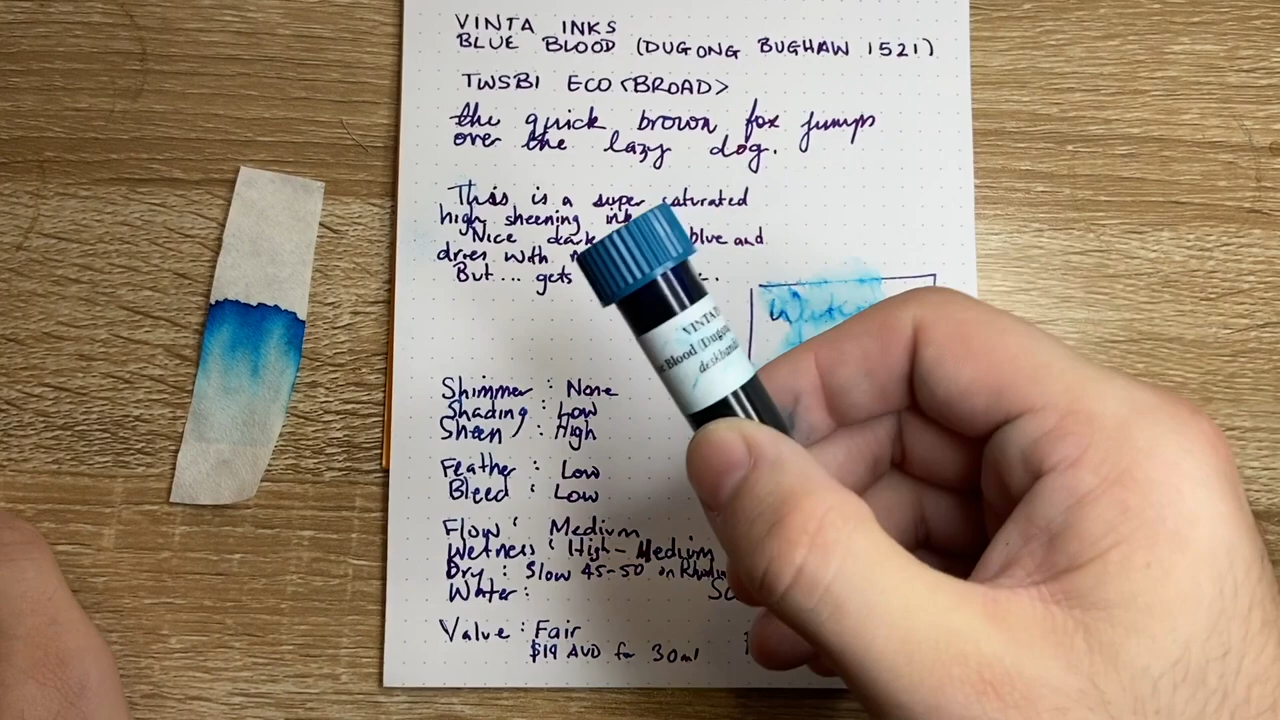 VINTA INKS
BLUE BLOOD (DUGONG BUGHAW 1521)
TWSBI ECO <BROAD>
the quick brown fox jumps
over the lazy dog.
This is a super saturated
high sheening ink
Nice dark blue and
dries with
But... gets
Water
Shimmer : None
Shading : Low
Sheen : High
Feather : Low
Bleed : Low
Flow : Medium
Wetness : High - Medium
Dry : Slow 45-50 on
Water :
Value : Fair
$19 AUD for 30ml
VINTA
Blood (Dugong